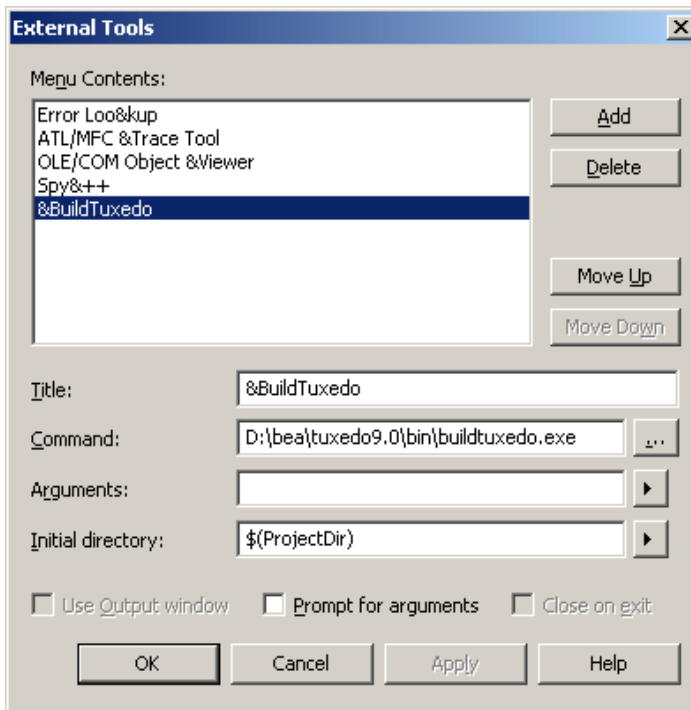 External Tools
Menu Contents:
Error Loo&kup
ATL/MFC &Trace Tool
OLE/COM Object &Viewer
Spy&++
&BuildTuxedo
Add
Delete
Move Up
Move Down
Title:
&BuildTuxedo
Command:
D:\bea\tuxedo9.0\bin\buildtuxedo.exe
...
Arguments:
Initial directory:
$(ProjectDir)
Use Output window
Prompt for arguments
Close on exit
OK
Cancel
Apply
Help